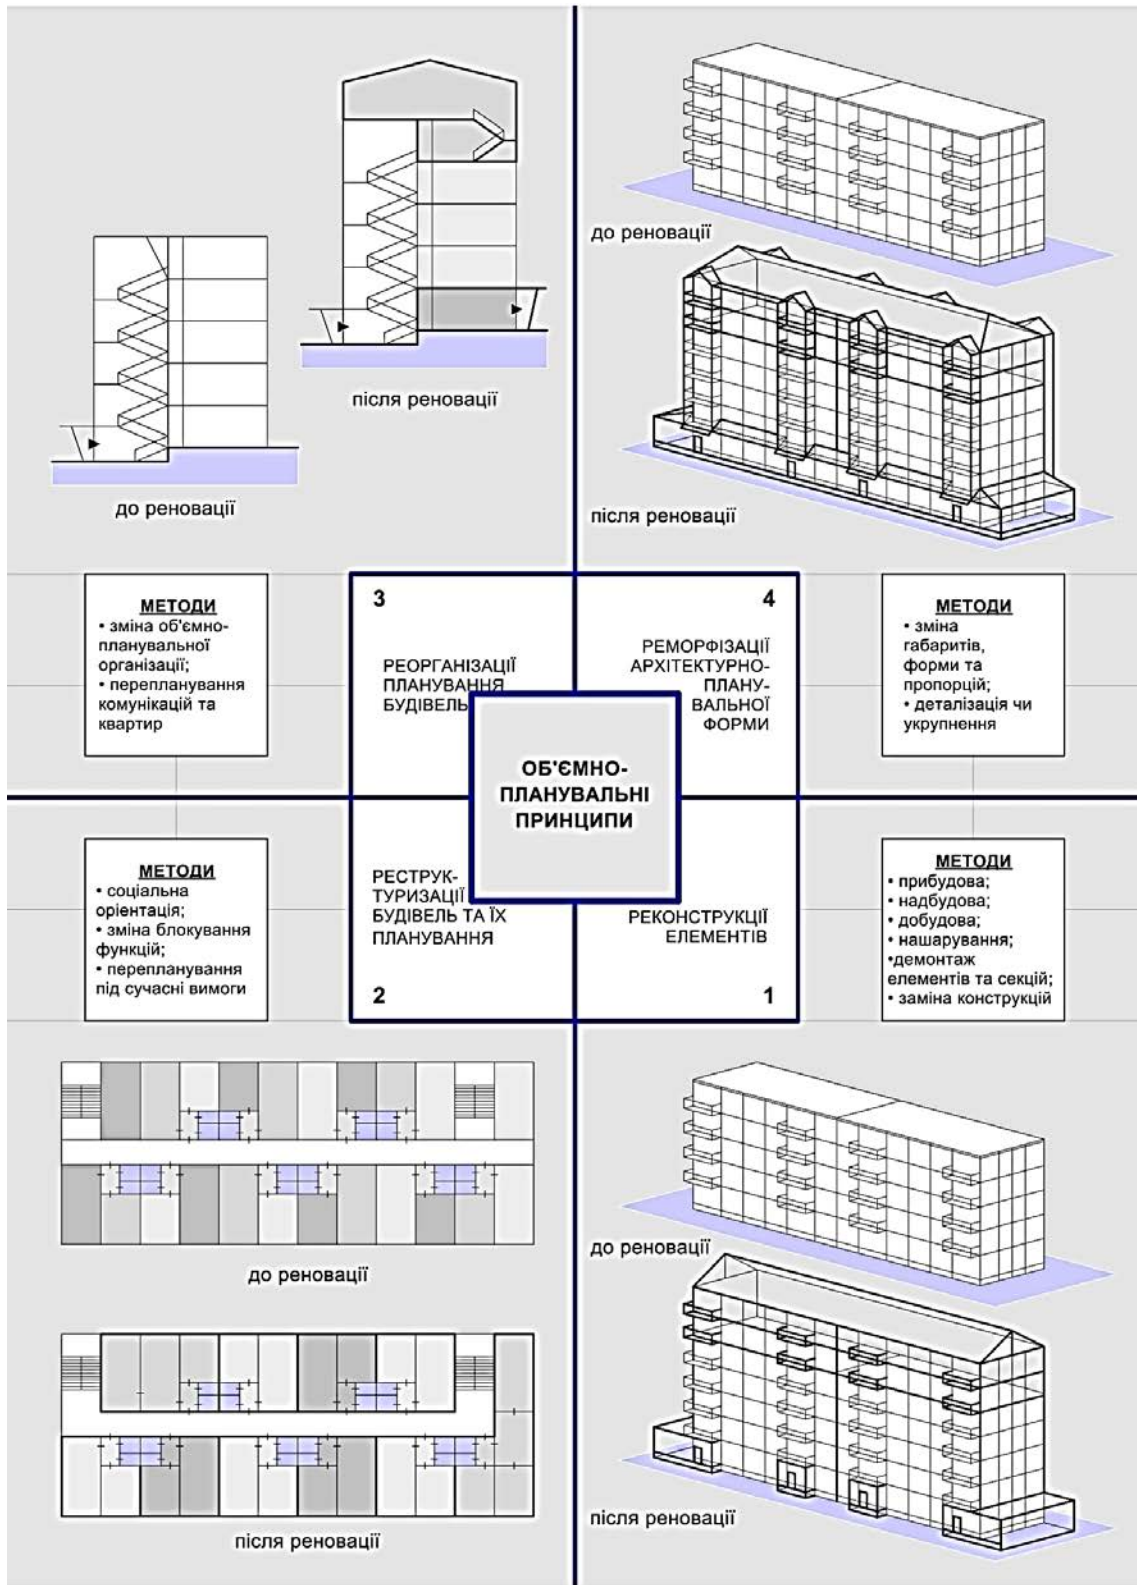 до реновації
після реновації
до реновації
після реновації
МЕТОДИ
• зміна об'ємно-
планувальної
організації;
• перепланування
комунікацій та
квартир
3
РЕОРГАНІЗАЦІЇ
ПЛАНУВАННЯ
БУДІВЕЛЬ
4
РЕМОРФІЗАЦІЇ
АРХІТЕКТУРНО-
ПЛАНУ-
ВАЛЬНОЇ
ФОРМИ
МЕТОДИ
• зміна
габаритів,
форми та
пропорцій;
• деталізація чи
укрупнення
ОБ'ЄМНО-
ПЛАНУВАЛЬНІ
ПРИНЦИПИ
МЕТОДИ
• соціальна
орієнтація;
• зміна блокування
функцій;
• перепланування
під сучасні вимоги
РЕСТРУК-
ТУРИЗАЦІЇ
БУДІВЕЛЬ ТА ЇХ
ПЛАНУВАННЯ
2
РЕКОНСТРУКЦІЇ
ЕЛЕМЕНТІВ
1
МЕТОДИ
• прибудова;
• надбудова;
• добудова;
• нашарування;
•демонтаж
елементів та секцій;
• заміна конструкцій
до реновації
після реновації
до реновації
після реновації